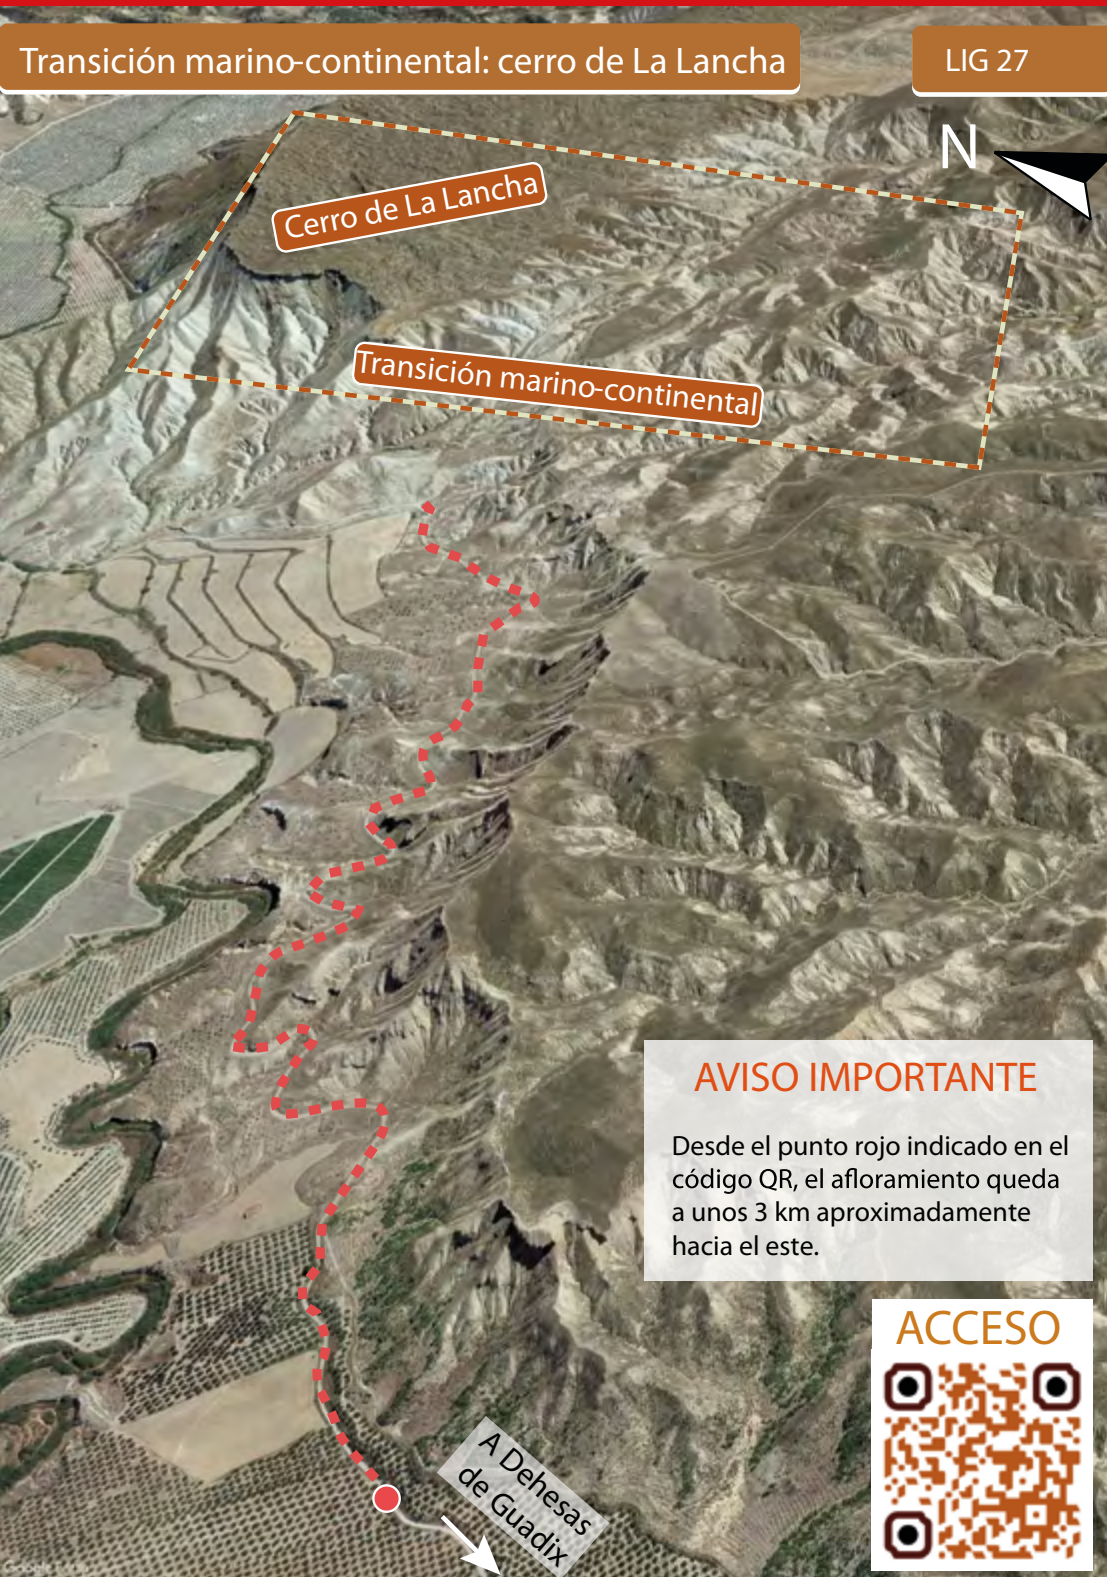 Transición marino-continental: cerro de La Lancha
LIG 27
N
Cerro de La Lancha
Transición marino-continental
AVISO IMPORTANTE
Desde el punto rojo indicado en el
código QR, el afloramiento queda
a unos 3 km aproximadamente
hacia el este.
ACCESO
A Dehesas
de Guadix